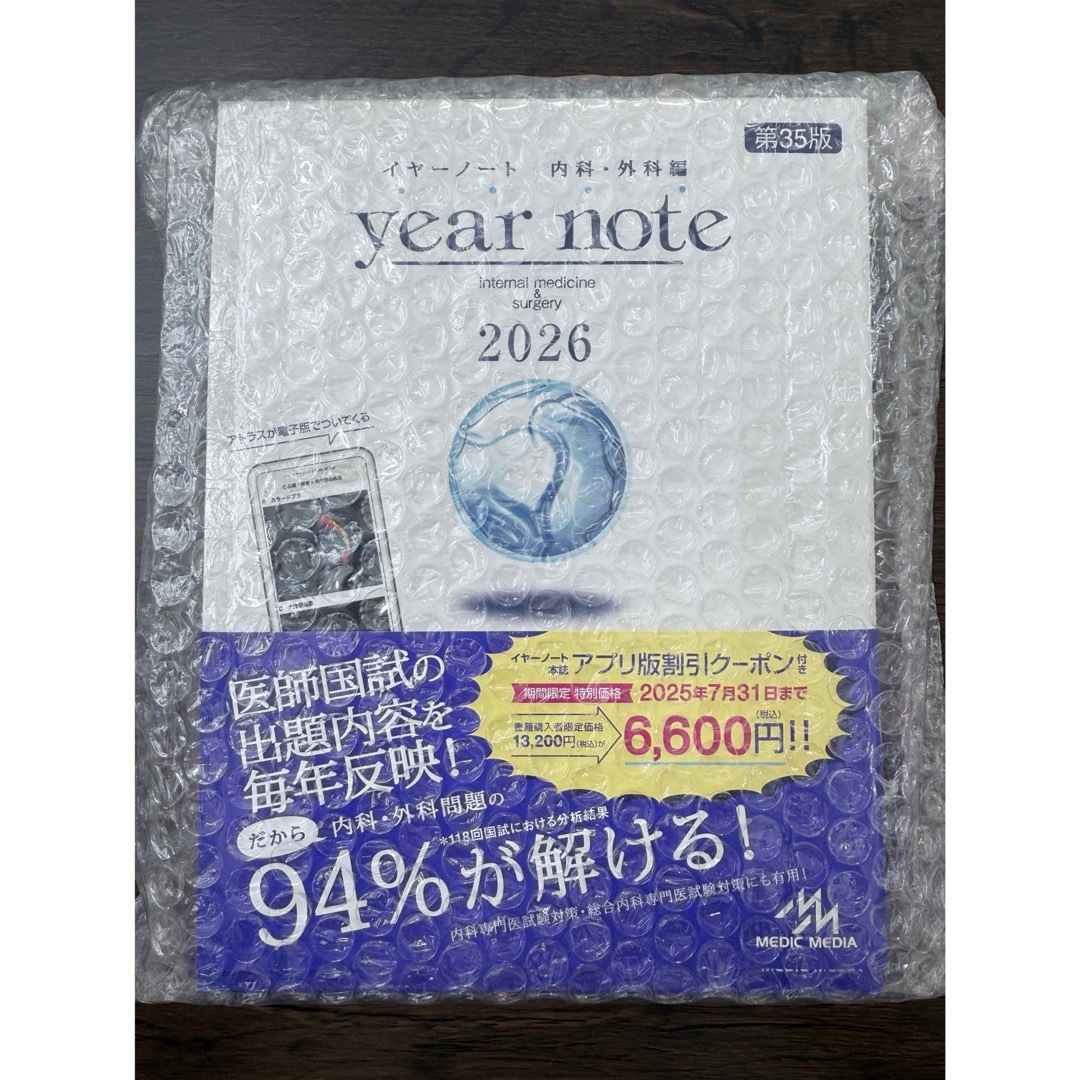 第35版
イヤーノート 内科・外科編
year note
internal medicine
&
surgery
2026
アトラスが電子版でついてくる
カラードプラ
医師国試の
出題内容を
毎年反映!
イヤーノート本誌 アプリ版割引クーポン付き
期間限定 特別価格 2025年7月31日まで
書籍購入者限定価格
13,200円(税込)が
6,600円!!
(税込)
だから
内科・外科問題の
*118回国試における分析結果
94%が解ける!
内科専門医試験対策・総合内科専門医試験対策にも有用!
MEDIC MEDIA